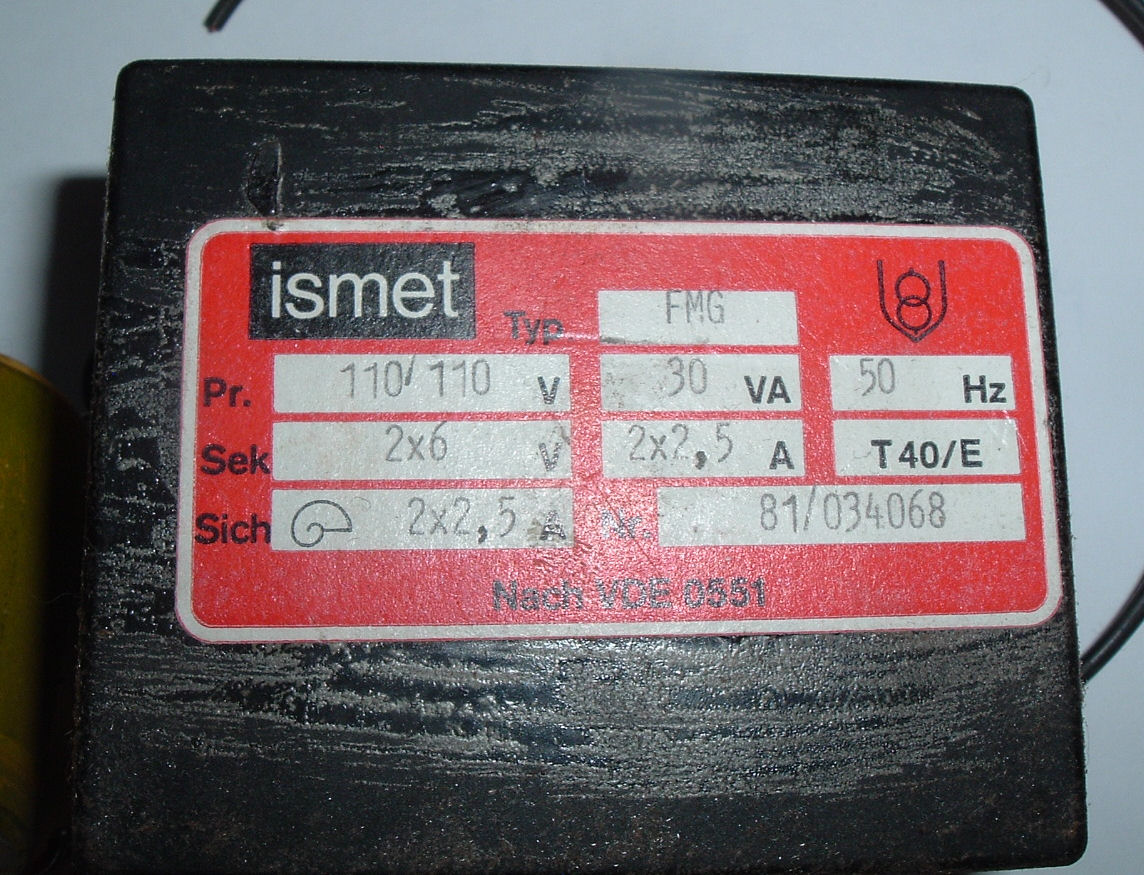 ismet
Typ FMG
Pr. 110/110 V 30 VA 50 Hz
Sek 2x6 V 2x2,5 A T40/E
Sich 2x2,5 A Nr. 81/034068
Nach VDE 0551